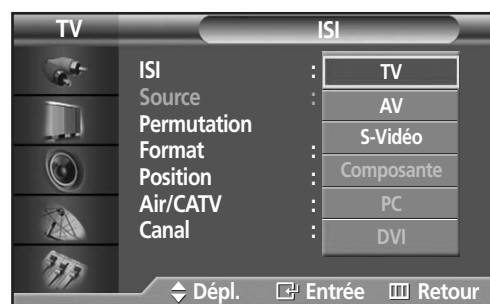 TV ISI
ISI : TV
Source : AV
Permutation S-Vidéo
Format : Composante
Position :
Air/CATV : PC
Canal : DVI
Dépl. Entrée Retour